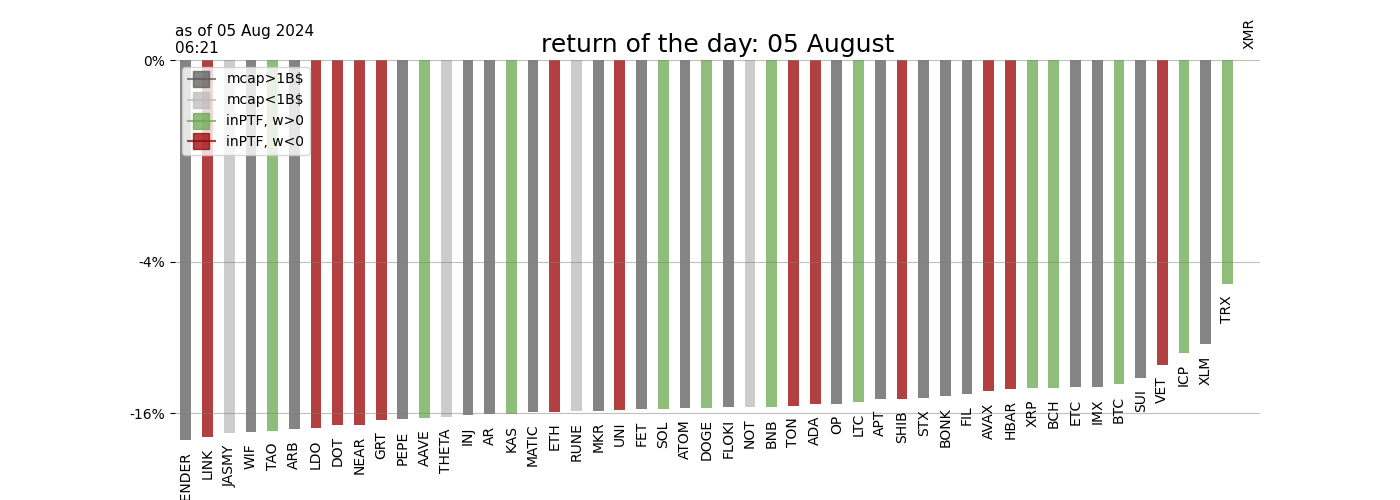 as of 05 Aug 2024
06:21
return of the day: 05 August
XMR
0%
-4%
-16%
mcap>1B$
mcap<1B$
inPTF, w>0
inPTF, w<0
ENDER
LINK
JASMY
WIF
TAO
ARB
LDO
DOT
NEAR
GRT
PEPE
AAVE
THETA
INJ
AR
KAS
MATIC
ETH
RUNE
MKR
UNI
FET
SOL
ATOM
DOGE
FLOKI
NOT
BNB
TON
ADA
OP
LTC
APT
SHIB
STX
BONK
FIL
AVAX
HBAR
XRP
BCH
ETC
IMX
BTC
SUI
VET
ICP
XLM
TRX